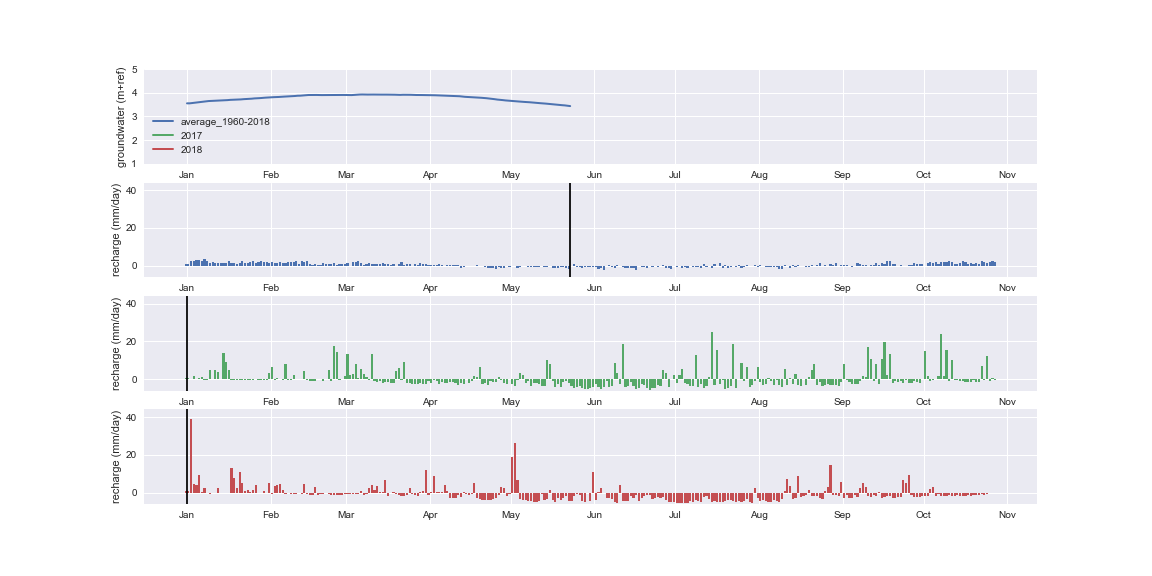 groundwater (m+ref)
5
4
3
2
1
average_1960-2018
2017
2018
Jan Feb Mar Apr May Jun Jul Aug Sep Oct Nov
recharge (mm/day)
40
20
0
Jan Feb Mar Apr May Jun Jul Aug Sep Oct Nov
recharge (mm/day)
40
20
0
Jan Feb Mar Apr May Jun Jul Aug Sep Oct Nov
recharge (mm/day)
40
20
0
Jan Feb Mar Apr May Jun Jul Aug Sep Oct Nov